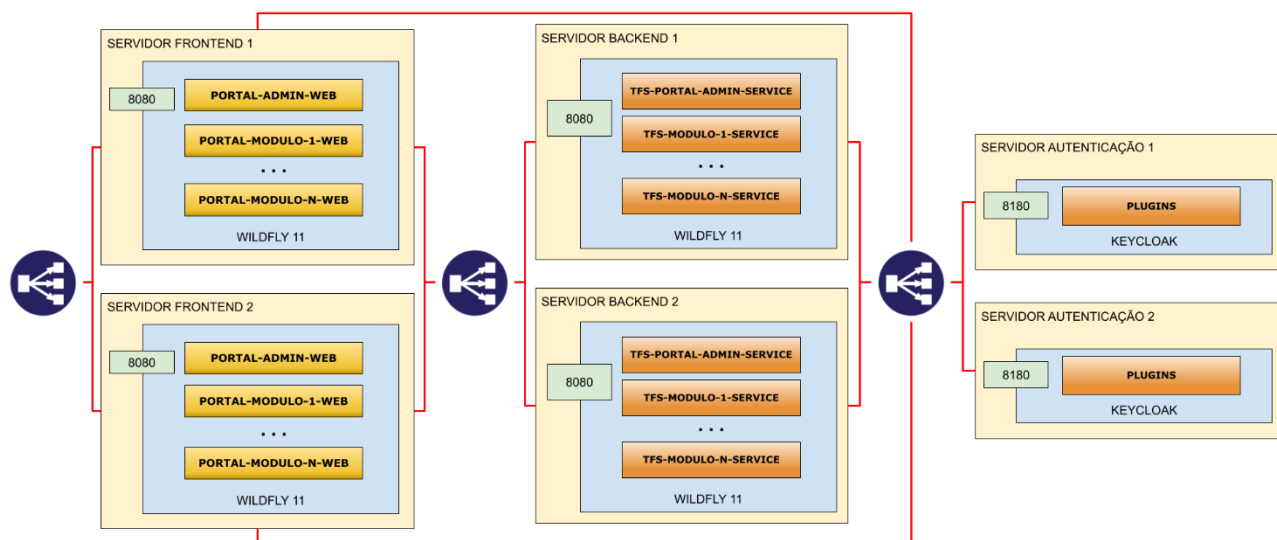 SERVIDOR FRONTEND 1
8080
PORTAL-ADMIN-WEB
PORTAL-MODULO-1-WEB
...
PORTAL-MODULO-N-WEB
WILDFLY 11
SERVIDOR FRONTEND 2
8080
PORTAL-ADMIN-WEB
PORTAL-MODULO-1-WEB
...
PORTAL-MODULO-N-WEB
WILDFLY 11
SERVIDOR BACKEND 1
8080
TFS-PORTAL-ADMIN-SERVICE
TFS-MODULO-1-SERVICE
...
TFS-MODULO-N-SERVICE
WILDFLY 11
SERVIDOR BACKEND 2
8080
TFS-PORTAL-ADMIN-SERVICE
TFS-MODULO-1-SERVICE
...
TFS-MODULO-N-SERVICE
WILDFLY 11
SERVIDOR AUTENTICAÇÃO 1
8180
PLUGINS
KEYCLOAK
SERVIDOR AUTENTICAÇÃO 2
8180
PLUGINS
KEYCLOAK